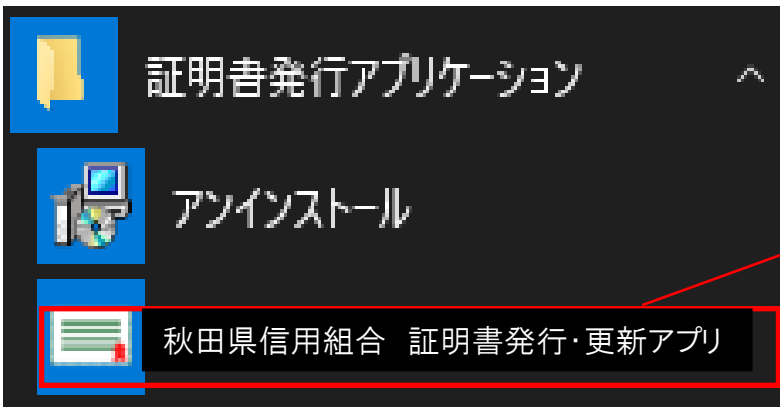 証明書発行アプリケーション
アンインストール
秋田県信用組合　証明書発行・更新アプリ